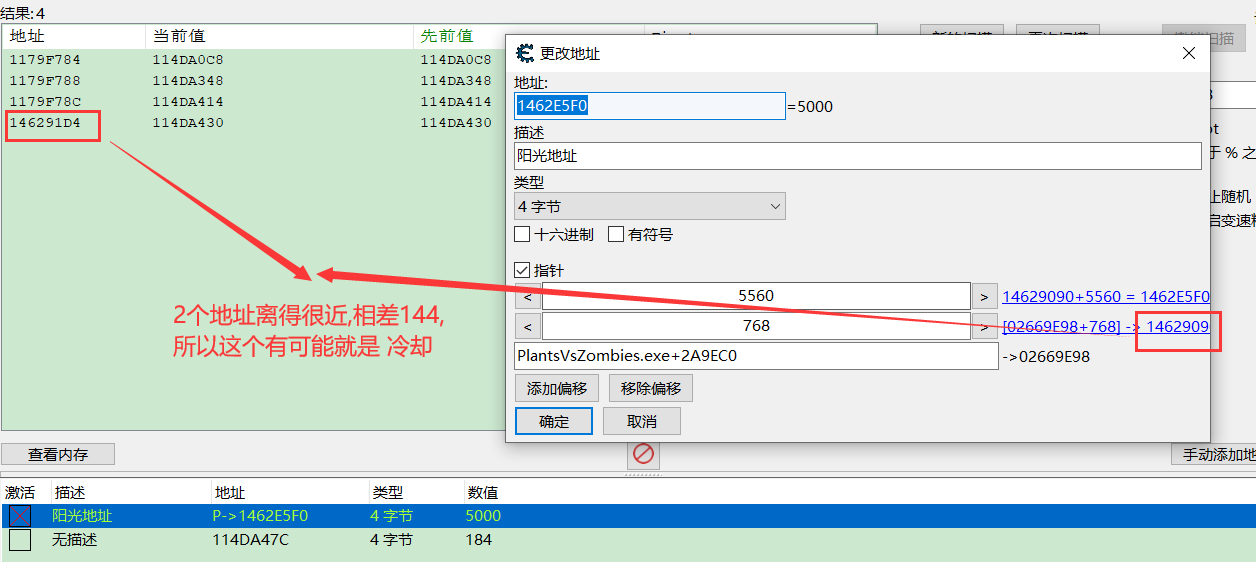 结果:4
地址 当前值 先前值
1179F784 114DA0C8 114DA0C8
1179F788 114DA348 114DA348
1179F78C 114DA414 114DA414
146291D4 114DA430 114DA430
2个地址离得很近,相差144,
所以这个有可能就是 冷却
更改地址
地址:
1462E5F0 =5000
描述
阳光地址
类型
4 字节
十六进制 有符号
指针
< 5560 > 14629090+5560 = 1462E5F0
< 768 > [02669E98+768] -> 1462909
PlantsVsZombies.exe+2A9EC0 ->02669E98
添加偏移 移除偏移
确定 取消
于 % 之
止随机
启变速精
查看内存
手动添加地
激活 描述 地址 类型 数值
阳光地址 P->1462E5F0 4 字节 5000
无描述 114DA47C 4 字节 184